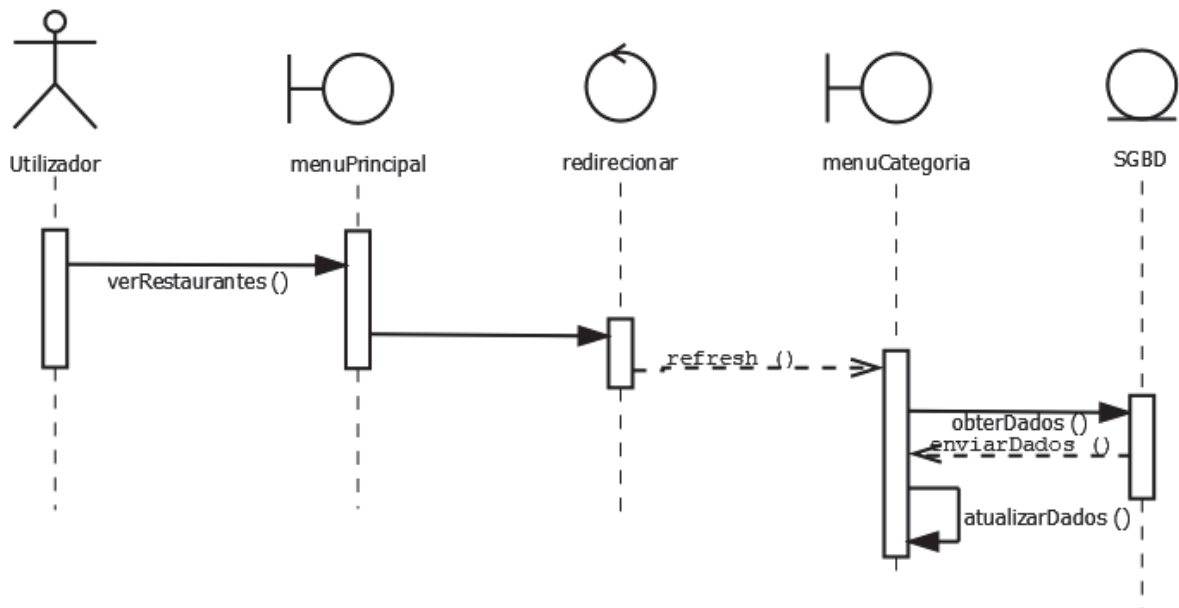 Utilizador
menuPrincipal
redirecionar
menuCategoria
SGBD
verRestaurantes ()
refresh ()
obterDados ()
enviarDados ()
atualizarDados ()